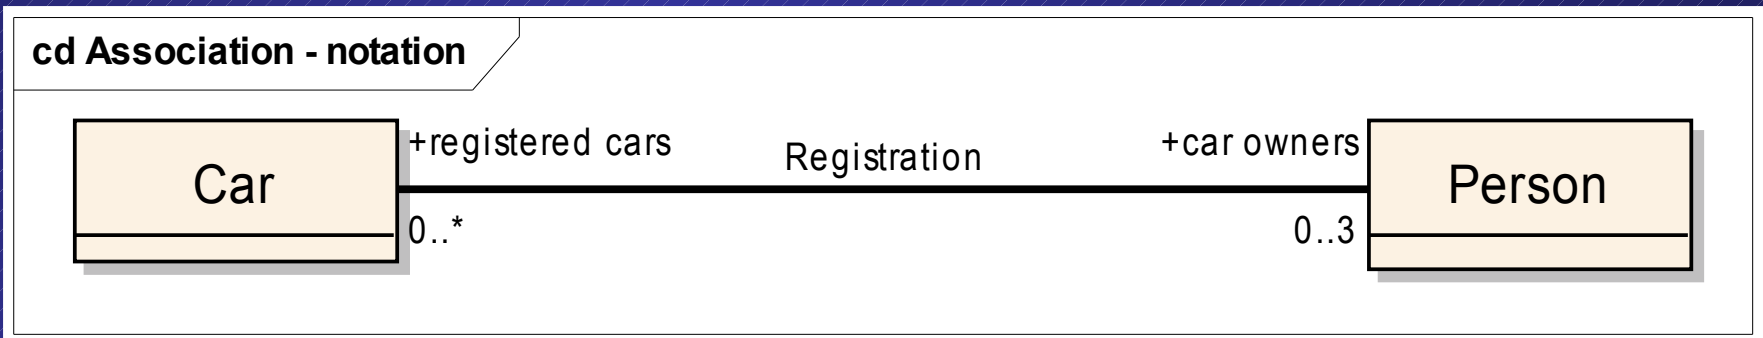 cd Association - notation
+registered cars
Registration
+car owners
Car
Person
0..*
0..3